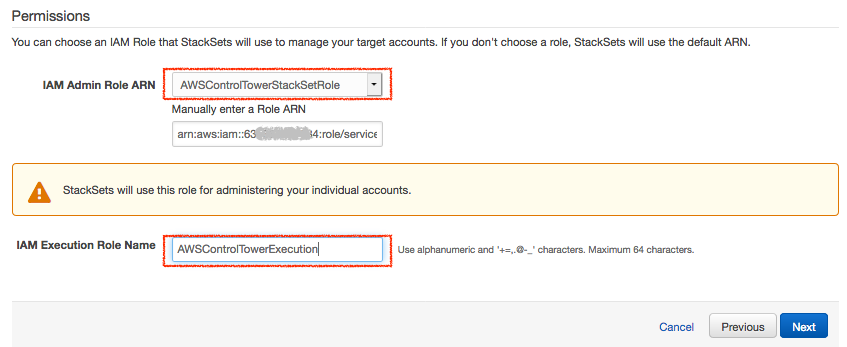 Permissions
You can choose an IAM Role that StackSets will use to manage your target accounts. If you don't choose a role, StackSets will use the default ARN.
IAM Admin Role ARN AWSControlTowerStackSetRole
Manually enter a Role ARN
arn:aws:iam::63 4:role/service
StackSets will use this role for administering your individual accounts.
IAM Execution Role Name AWSControlTowerExecution Use alphanumeric and '+=,.@-_' characters. Maximum 64 characters.
Cancel Previous Next